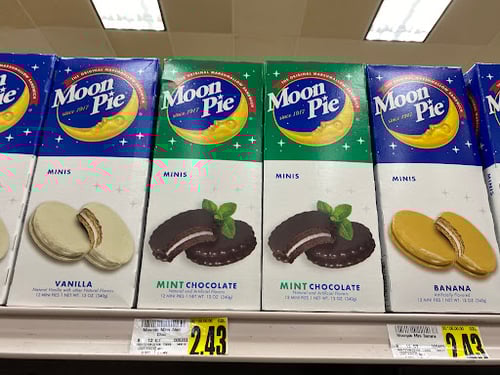 Moon
Pie
THE ORIGINAL MARSHMALLOW SANDWICH
Moon
Pie
since 1917
MINIS
VANILLA
Natural Vanilla with other Natural Flavors
12 MINI PIES | NET WT. 12 OZ (340g)
THE ORIGINAL MARSHMALLOW SANDWICH
Moon
Pie
since 1917
MINIS
MINT CHOCOLATE
Natural and Artificial Flavors
12 MINI PIES | NET WT. 12 OZ (340g)
THE ORIGINAL MARSHMALLOW SANDWICH
Moon
Pie
since 1917
MINIS
MINT CHOCOLATE
Natural and Artificial Flavors
12 MINI PIES | NET WT. 12 OZ (340g)
THE ORIGINAL MARSHMALLOW SANDWICH
Moon
Pie
since 1917
MINIS
BANANA
Artificially Flavored
12 MINI PIES | NET WT. 12 OZ (340g)
2.43
2.43